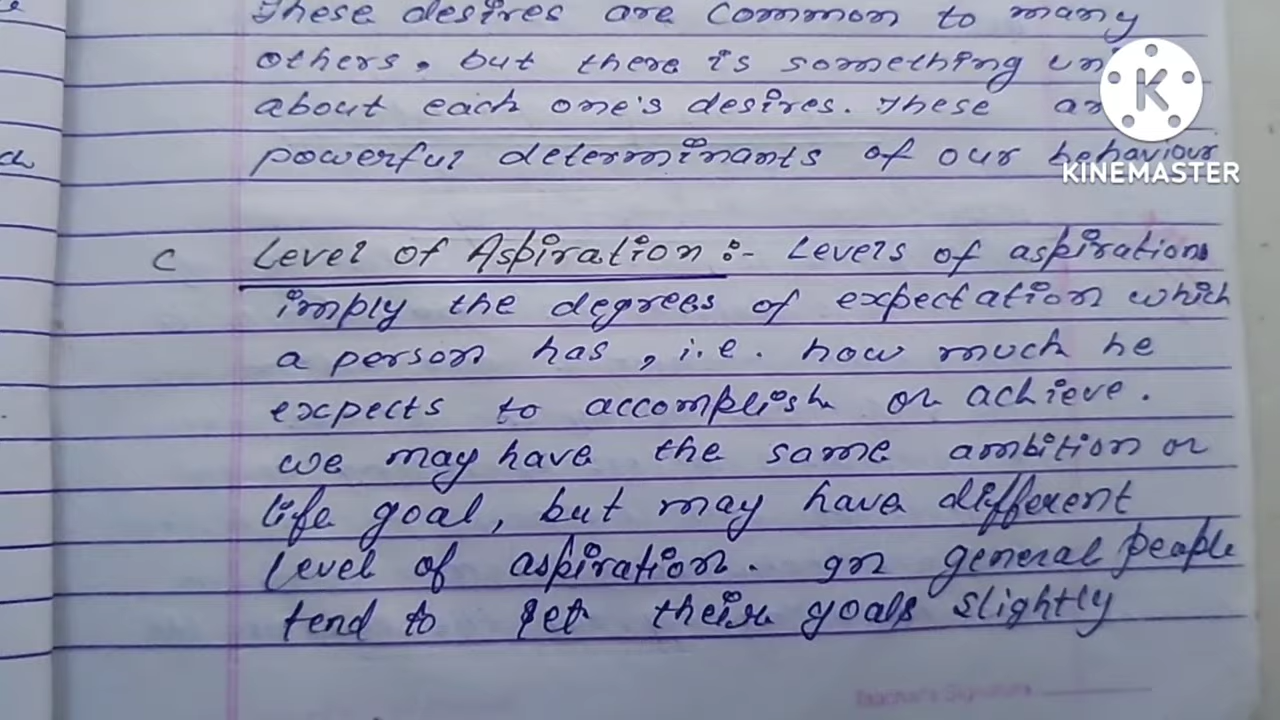 These desires are common to many
others, but there is something
about each one's desires. These
powerful determinants of our behaviour
K
KINEMASTER
C Level of Aspiration :- Levels of aspirations
imply the degrees of expectation which
a person has, i.e. how much he
expects to accomplish or achieve.
we may have the same ambition or
life goal, but may have different
level of aspiration. In general people
tend to set their goals slightly
Teacher's Signature